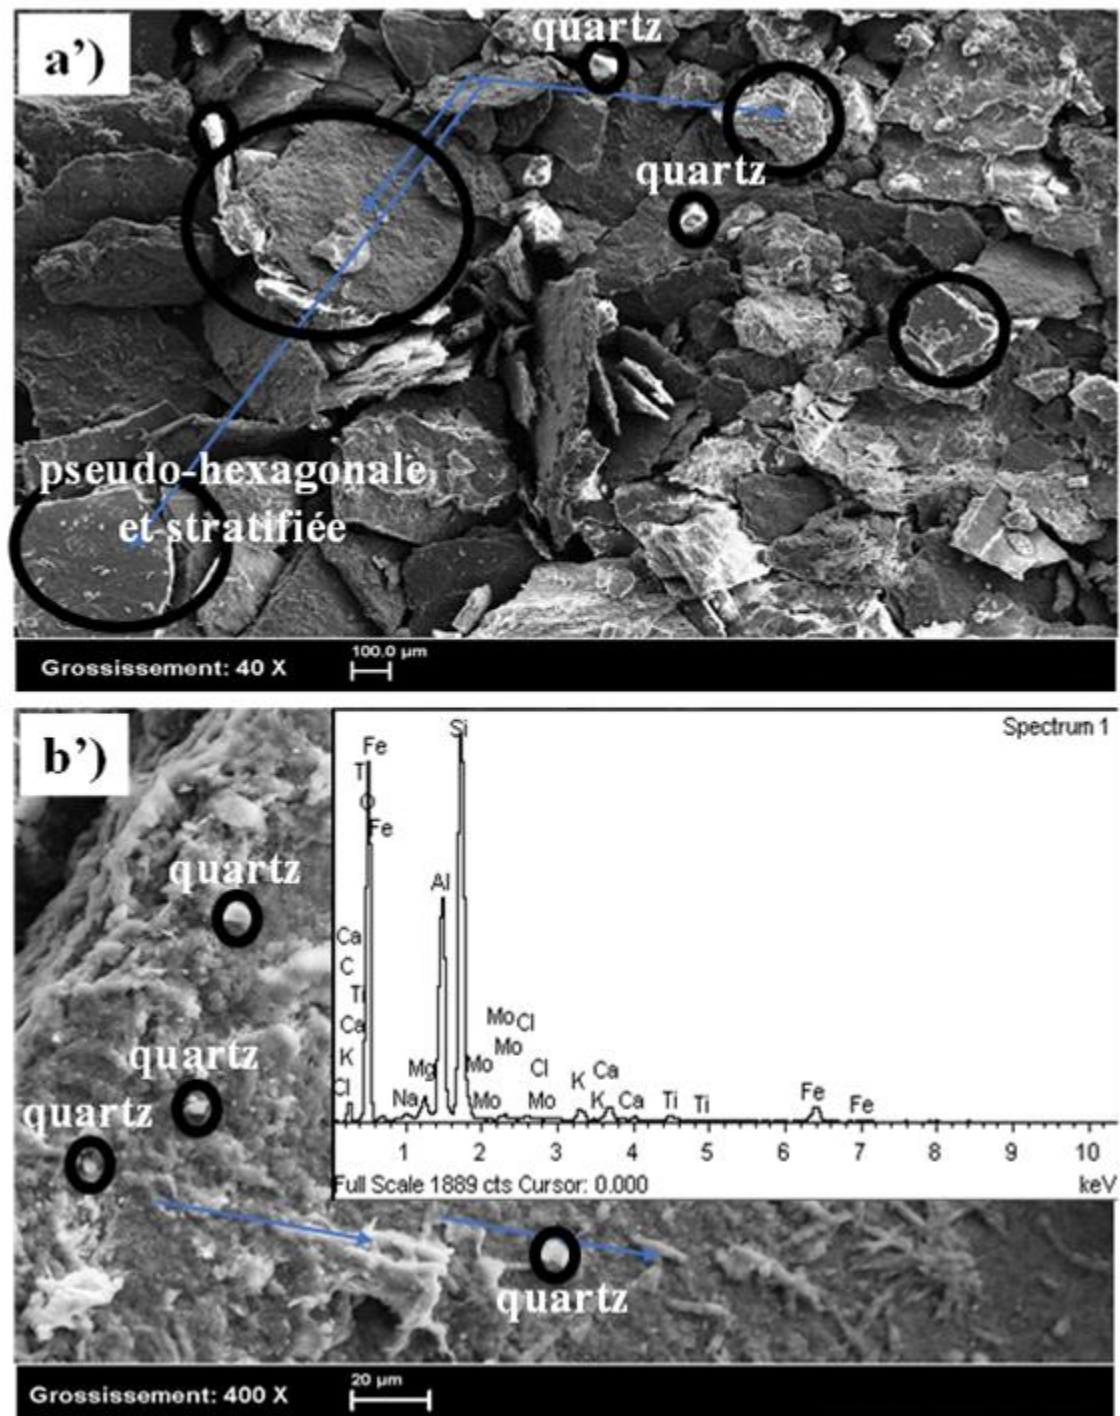 a')
quartz
quartz
pseudo-hexagonale
et stratifiée
Grossissement: 40 X
100.0 µm
b')
Spectrum 1
Si
Fe
T
O
Fe
Al
quartz
Ca
C
Ti
Ca
K
Cl
Mo Cl
Mo
quartz
Mg
Mo
Cl
K
Ca
Na
Mo
Mo
K
Ca
Ti
Ti
Fe
Fe
quartz
1 2 3 4 5 6 7 8 9 10
Full Scale 1889 cts Cursor: 0.000
keV
quartz
Grossissement: 400 X
20 µm